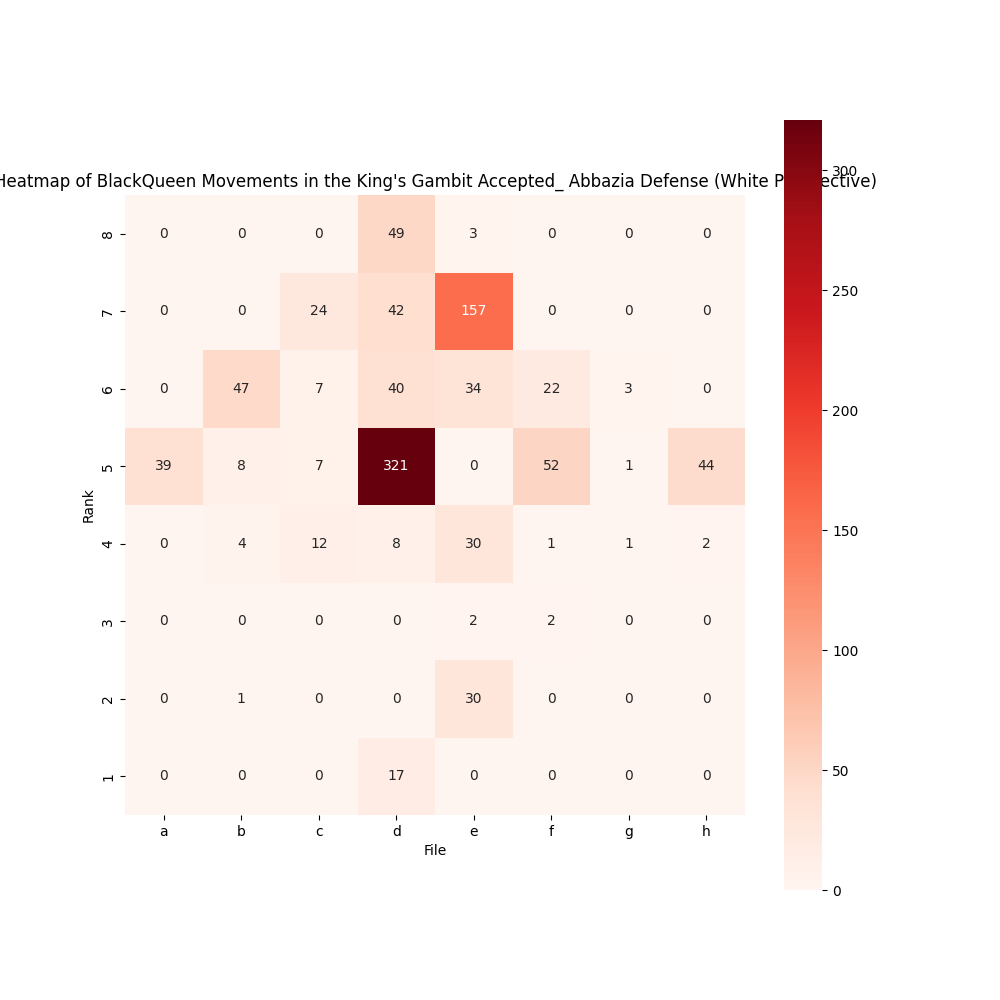 Heatmap of BlackQueen Movements in the King's Gambit Accepted_ Abbazia Defense (White Perspective)
8 0 0 0 49 3 0 0 0
7 0 0 24 42 157 0 0 0
6 0 47 7 40 34 22 3 0
5 39 8 7 321 0 52 1 44
4 0 4 12 8 30 1 1 2
3 0 0 0 0 2 2 0 0
2 0 1 0 0 30 0 0 0
1 0 0 0 17 0 0 0 0
a b c d e f g h
File
Rank
300
250
200
150
100
50
0